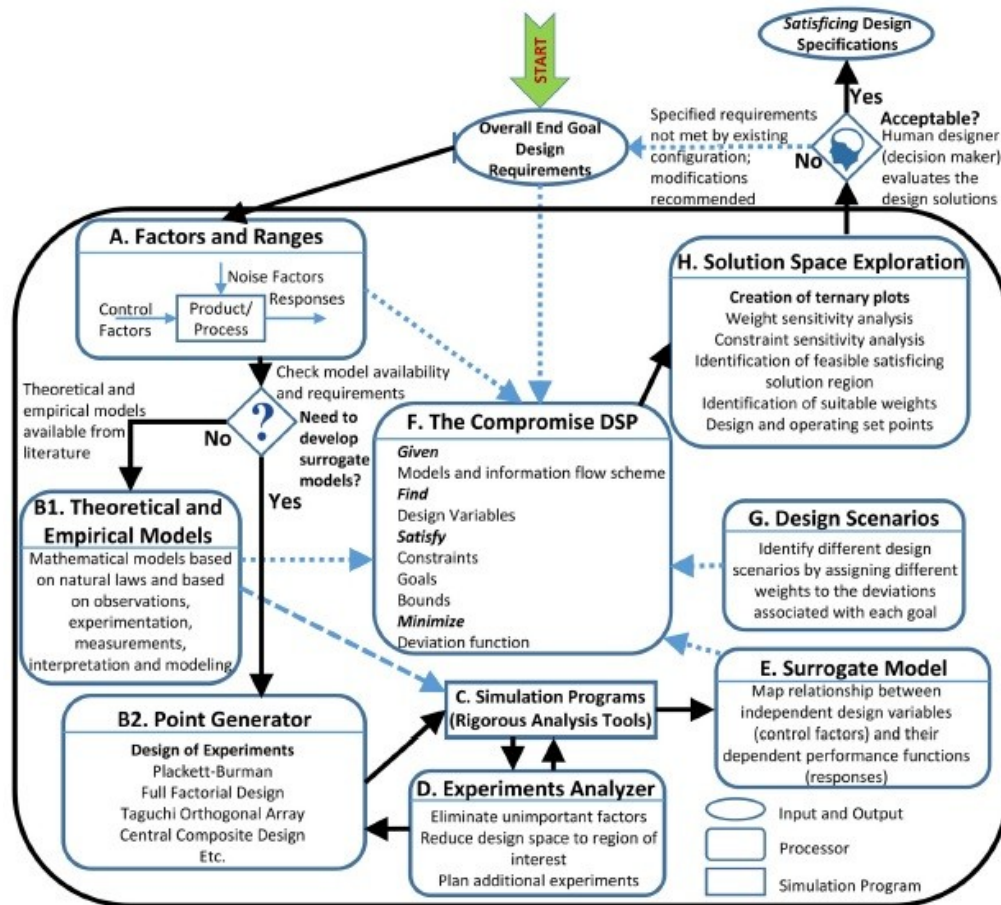 Satisficing Design
Specifications
START
Yes
Specified requirements
not met by existing
configuration;
modifications
recommended
Acceptable?
Human designer
(decision maker)
evaluates the
design solutions
No
Overall End Goal
Design
Requirements
A. Factors and Ranges
Noise Factors
Control
Factors
Product/
Process
Responses
H. Solution Space Exploration
Creation of ternary plots
Weight sensitivity analysis
Constraint sensitivity analysis
Identification of feasible satisficing
solution region
Identification of suitable weights
Design and operating set points
Theoretical and
empirical models
available from
literature
No
?
Check model availability
and requirements
Need to
develop
surrogate
models?
Yes
F. The Compromise DSP
Given
Models and information flow scheme
Find
Design Variables
Satisfy
Constraints
Goals
Bounds
Minimize
Deviation function
B1. Theoretical and
Empirical Models
Mathematical models based
on natural laws and based
on observations,
experimentation,
measurements,
interpretation and modeling
G. Design Scenarios
Identify different design
scenarios by assigning different
weights to the deviations
associated with each goal
B2. Point Generator
Design of Experiments
Plackett-Burman
Full Factorial Design
Taguchi Orthogonal Array
Central Composite Design
Etc.
C. Simulation Programs
(Rigorous Analysis Tools)
E. Surrogate Model
Map relationship between
independent design variables
(control factors) and their
dependent performance functions
(responses)
D. Experiments Analyzer
Eliminate unimportant factors
Reduce design space to region of
interest
Plan additional experiments
Input and Output
Processor
Simulation Program